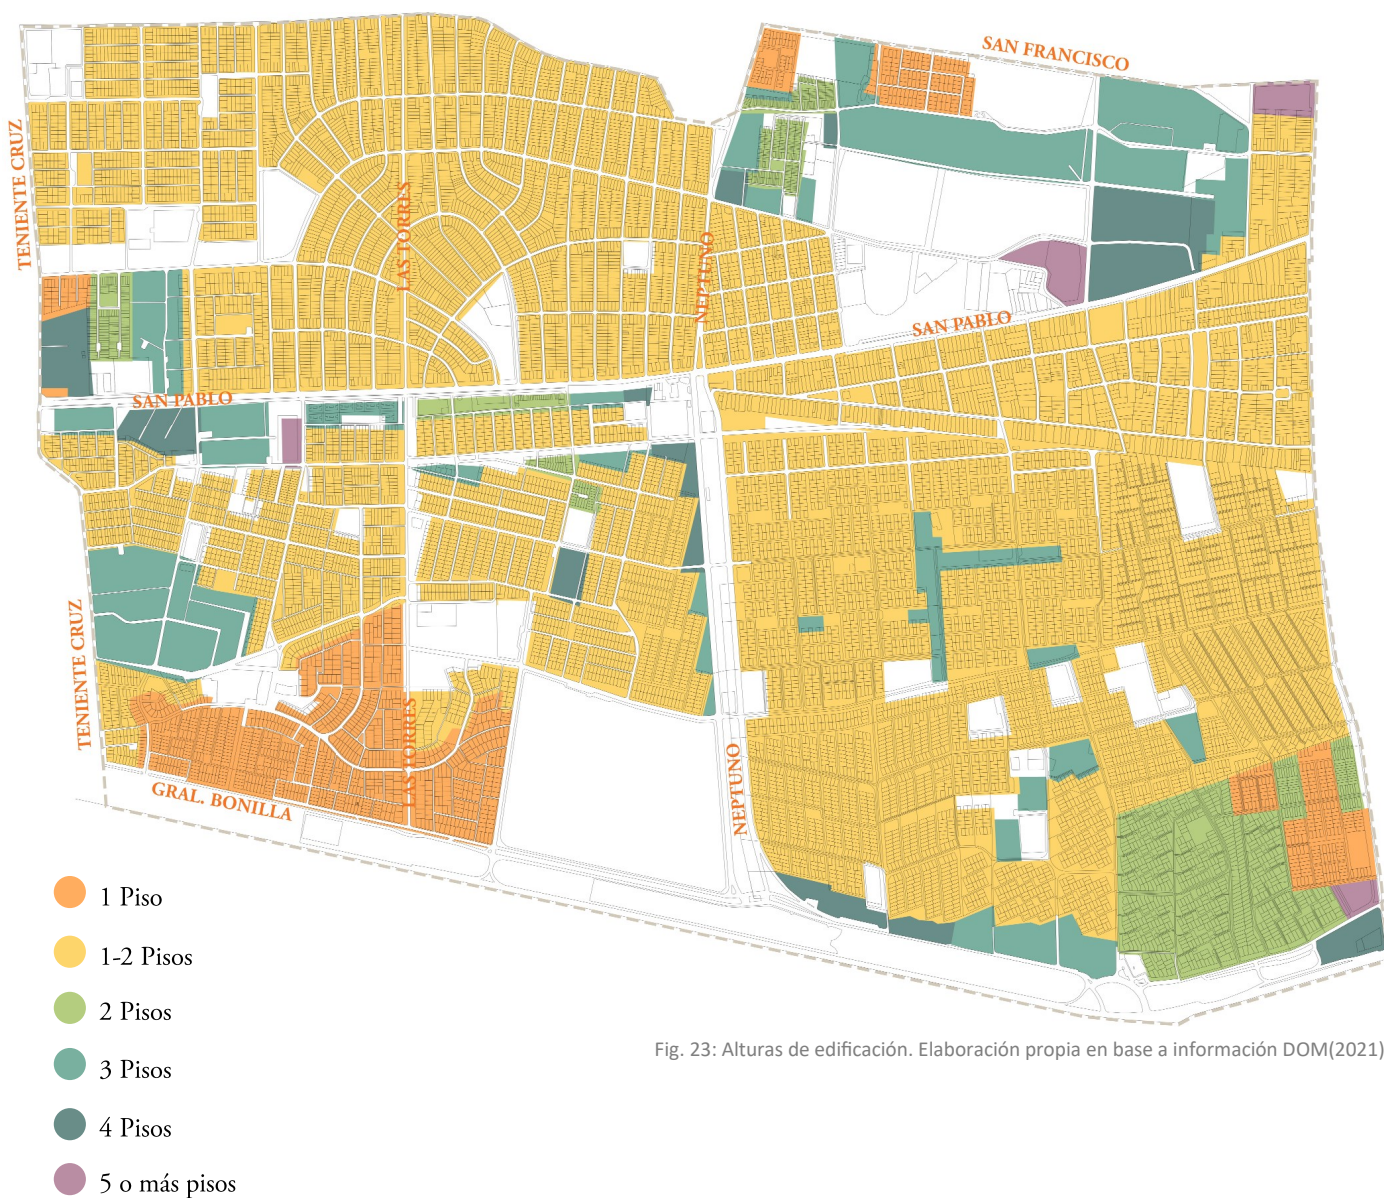 SAN FRANCISCO
TENIENTE CRUZ
LAS TORRES
NEPTUNO
SAN PABLO
SAN PABLO
TENIENTE CRUZ
LAS TORRES
NEPTUNO
GRAL. BONILLA
1 Piso
1-2 Pisos
2 Pisos
3 Pisos
4 Pisos
5 o más pisos
Fig. 23: Alturas de edificación. Elaboración propia en base a información DOM(2021)